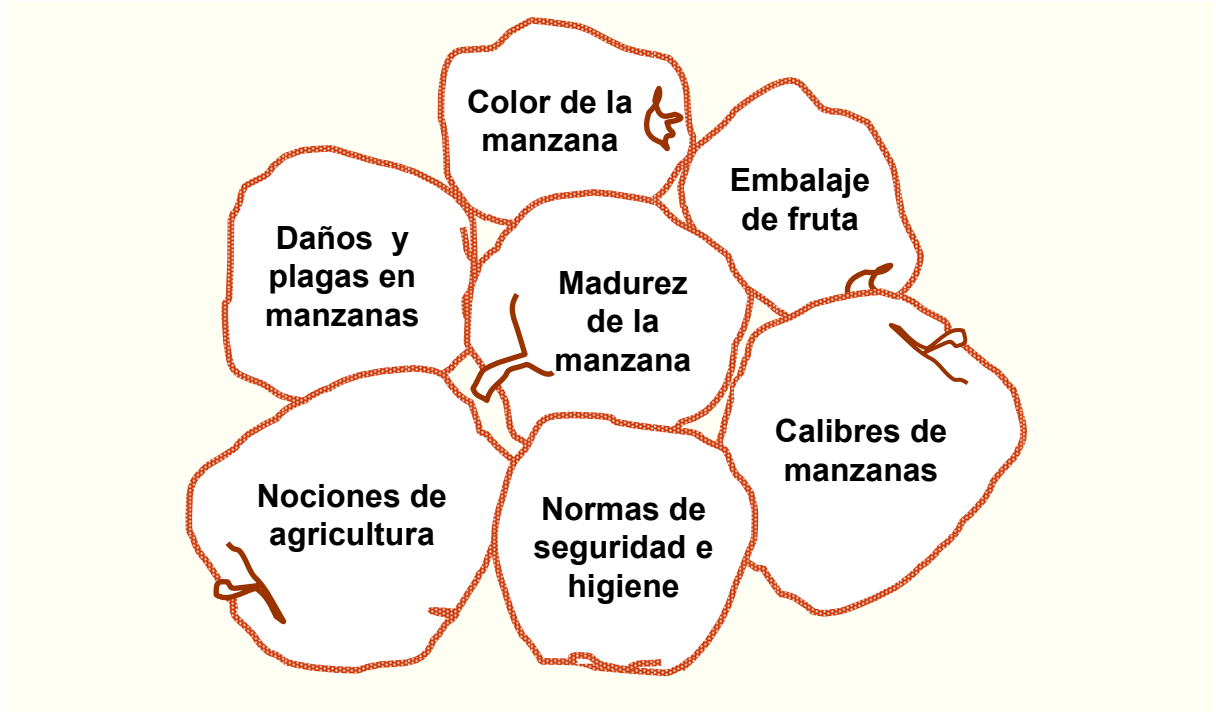 Color de la
manzana
Embalaje
de fruta
Daños y
plagas en
manzanas
Madurez
de la
manzana
Calibres de
manzanas
Nociones de
agricultura
Normas de
seguridad e
higiene